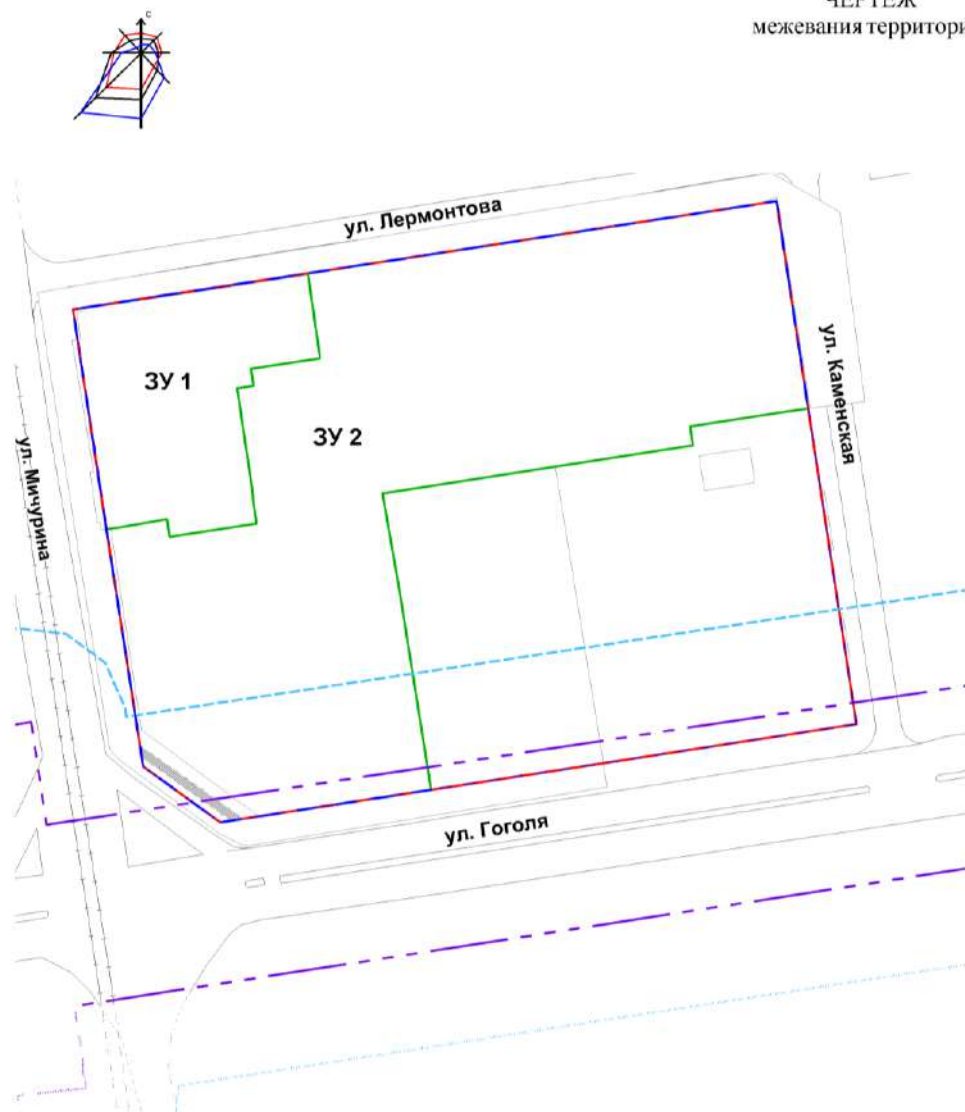 ЧЕРТЕЖ
межевания территори
с
ул. Лермонтова
ЗУ 1
ул. Каменская
ЗУ 2
ул. Мичурина
ул. Гоголя